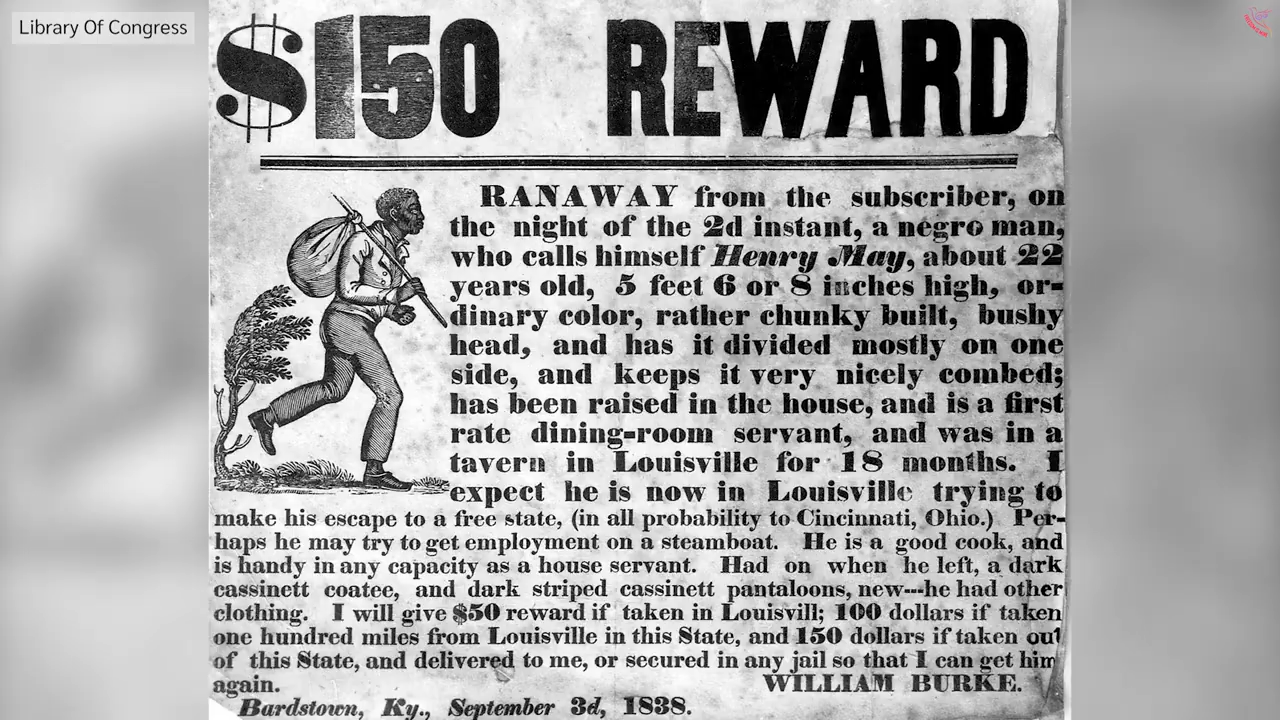 Library Of Congress
$150 REWARD
RANAWAY from the subscriber, on
the night of the 2d instant, a negro man,
who calls himself Henry May, about 22
years old, 5 feet 6 or 8 inches high, or-
dinary color, rather chunky built, bushy
head, and has it divided mostly on one
side, and keeps it very nicely combed;
has been raised in the house, and is a first
rate dining-room servant, and was in a
tavern in Louisville for 18 months. I
expect he is now in Louisville trying to
make his escape to a free state, (in all probability to Cincinnati, Ohio.) Per-
haps he may try to get employment on a steamboat. He is a good cook, and
is handy in any capacity as a house servant. Had on when he left, a dark
cassinett coatee, and dark striped cassinett pantaloons, new---he had other
clothing. I will give $50 reward if taken in Louisvill; 100 dollars if taken
one hundred miles from Louisville in this State, and 150 dollars if taken out
of this State, and delivered to me, or secured in any jail so that I can get him
again. WILLIAM BURKE.
Bardstown, Ky., September 3d, 1838.